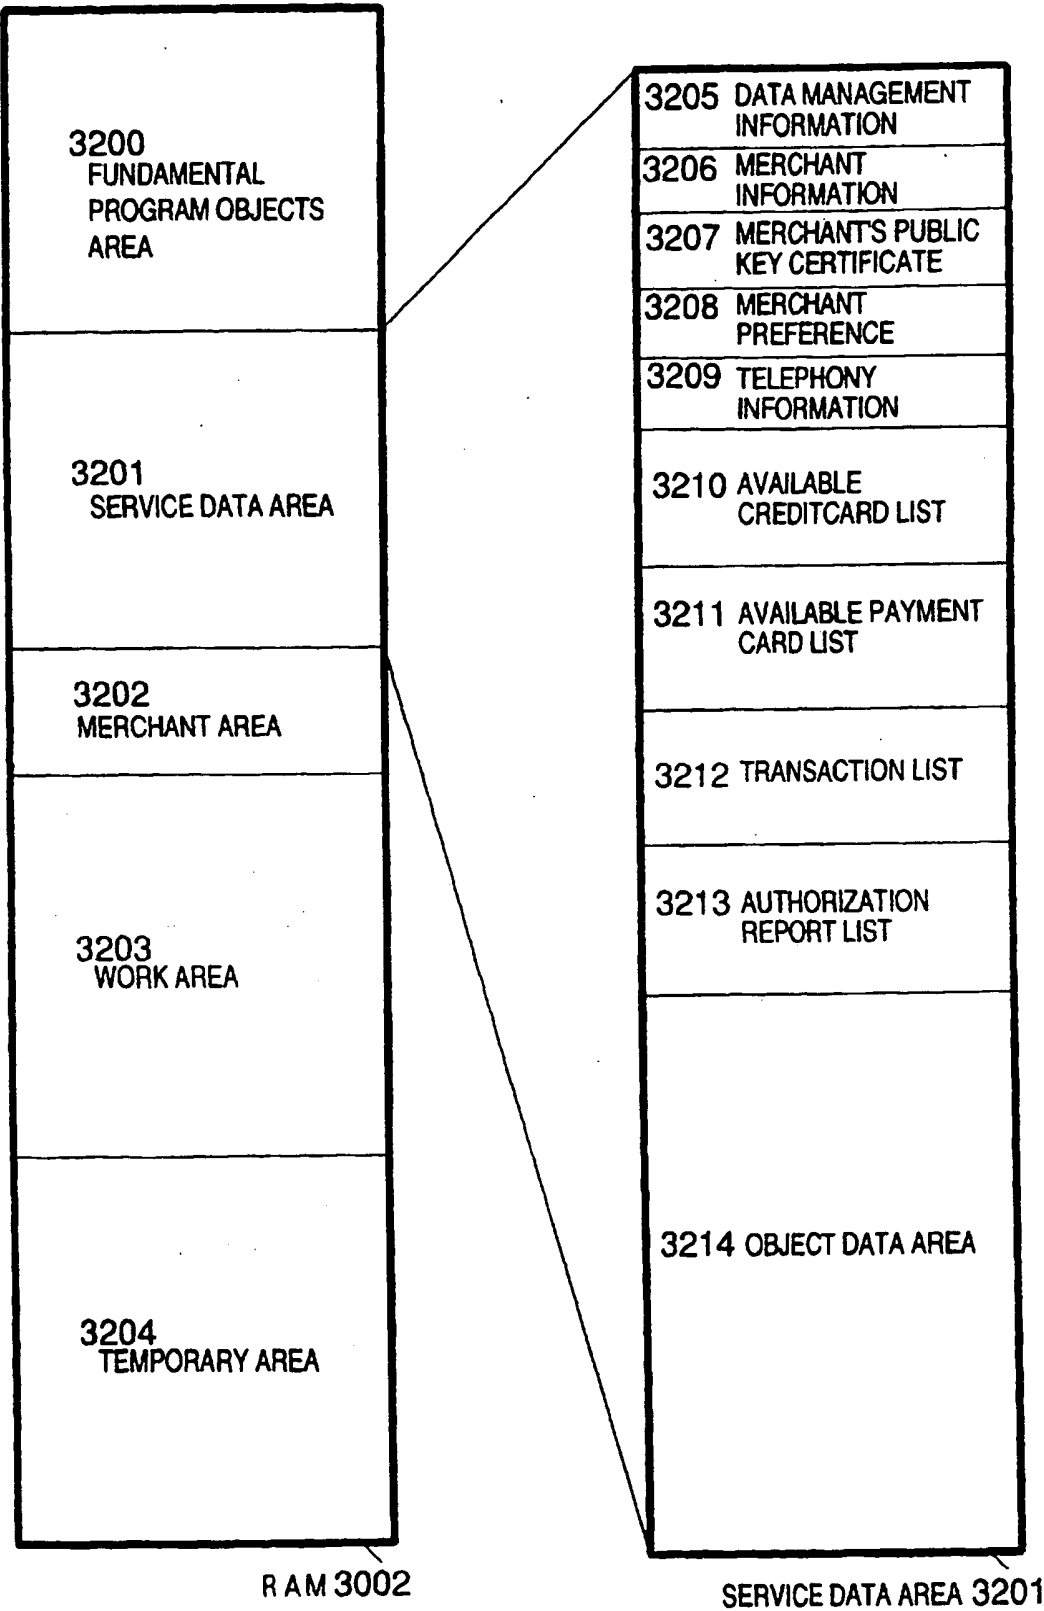 3200
FUNDAMENTAL
PROGRAM OBJECTS
AREA
3201
SERVICE DATA AREA
3202
MERCHANT AREA
3203
WORK AREA
3204
TEMPORARY AREA
RAM 3002
3205 DATA MANAGEMENT
INFORMATION
3206 MERCHANT
INFORMATION
3207 MERCHANT'S PUBLIC
KEY CERTIFICATE
3208 MERCHANT
PREFERENCE
3209 TELEPHONY
INFORMATION
3210 AVAILABLE
CREDITCARD LIST
3211 AVAILABLE PAYMENT
CARD LIST
3212 TRANSACTION LIST
3213 AUTHORIZATION
REPORT LIST
3214 OBJECT DATA AREA
SERVICE DATA AREA 3201